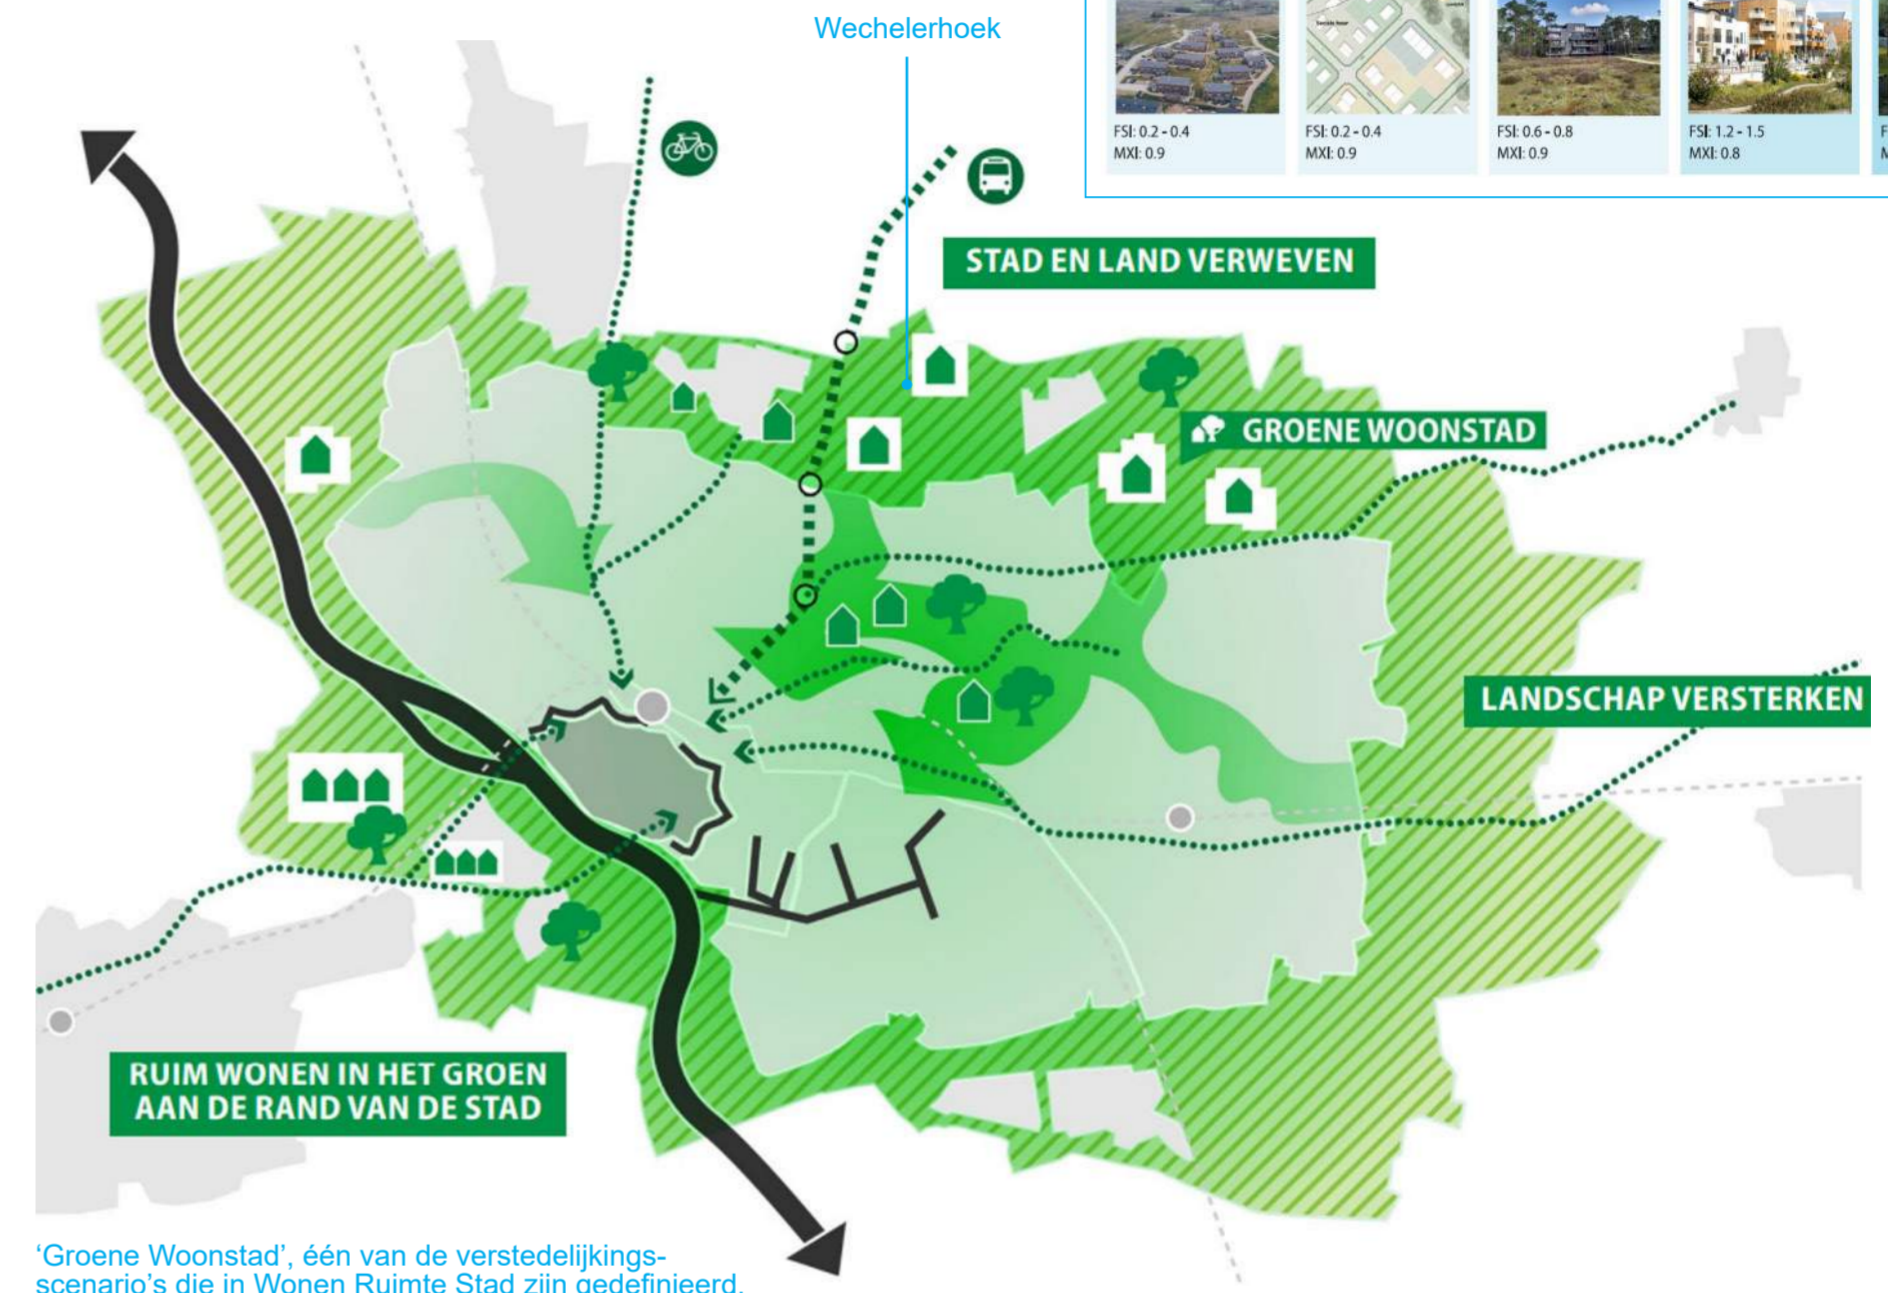 Wechelerhoek
FSI: 0.2 - 0.4
MXI: 0.9
FSI: 0.2 - 0.4
MXI: 0.9
FSI: 0.6 - 0.8
MXI: 0.9
FSI: 1.2 - 1.5
MXI: 0.8
STAD EN LAND VERWEVEN
GROENE WOONSTAD
LANDSCHAP VERSTERKEN
RUIM WONEN IN HET GROEN
AAN DE RAND VAN DE STAD
‘Groene Woonstad’, één van de verstedelijkings-
scenario’s die in Wonen Ruimte Stad zijn gedefinieerd.